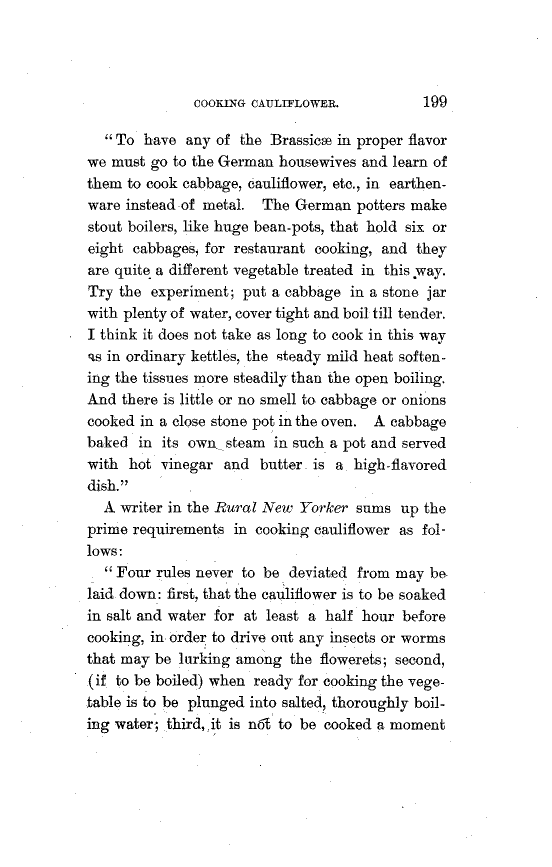 COOKING CAULIFLOWER. 199
“To have any of the Brassicæ in proper flavor
we must go to the German housewives and learn of
them to cook cabbage, cauliflower, etc., in earthen-
ware instead of metal. The German potters make
stout boilers, like huge bean-pots, that hold six or
eight cabbages, for restaurant cooking, and they
are quite a different vegetable treated in this way.
Try the experiment; put a cabbage in a stone jar
with plenty of water, cover tight and boil till tender.
I think it does not take as long to cook in this way
as in ordinary kettles, the steady mild heat soften-
ing the tissues more steadily than the open boiling.
And there is little or no smell to cabbage or onions
cooked in a close stone pot in the oven. A cabbage
baked in its own steam in such a pot and served
with hot vinegar and butter is a high-flavored
dish.”
A writer in the Rural New Yorker sums up the
prime requirements in cooking cauliflower as fol-
lows:
“Four rules never to be deviated from may be
laid down: first, that the cauliflower is to be soaked
in salt and water for at least a half hour before
cooking, in order to drive out any insects or worms
that may be lurking among the flowerets; second,
(if to be boiled) when ready for cooking the vege-
table is to be plunged into salted, thoroughly boil-
ing water; third, it is not to be cooked a moment